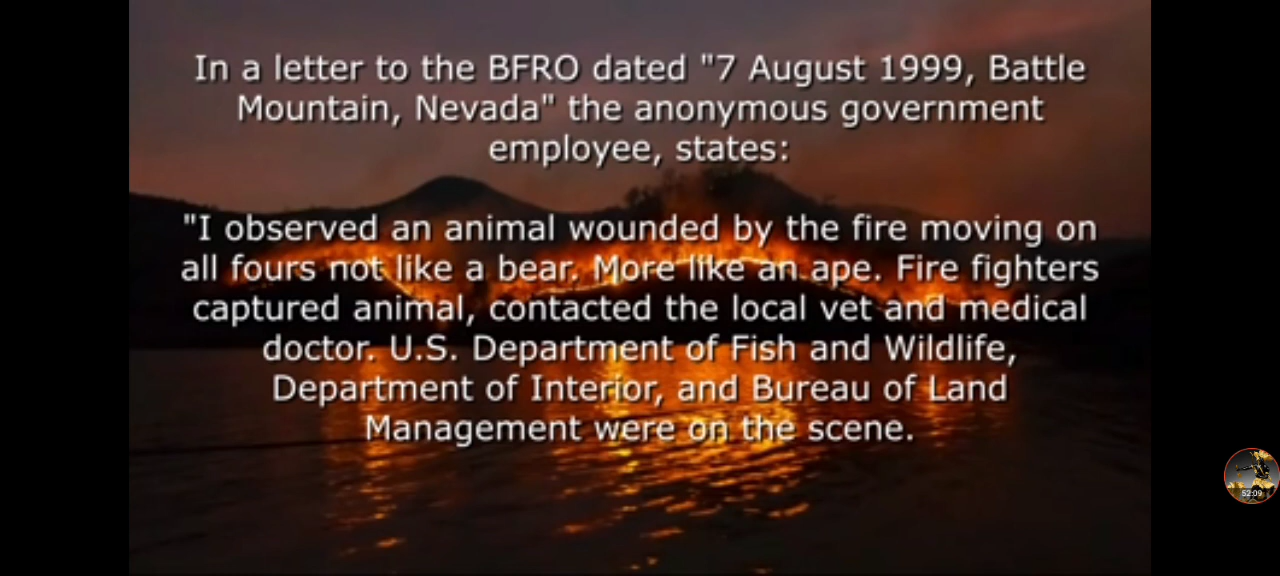 In a letter to the BFRO dated "7 August 1999, Battle
Mountain, Nevada" the anonymous government
employee, states:
"I observed an animal wounded by the fire moving on
all fours not like a bear. More like an ape. Fire fighters
captured animal, contacted the local vet and medical
doctor. U.S. Department of Fish and Wildlife,
Department of Interior, and Bureau of Land
Management were on the scene.
52:09